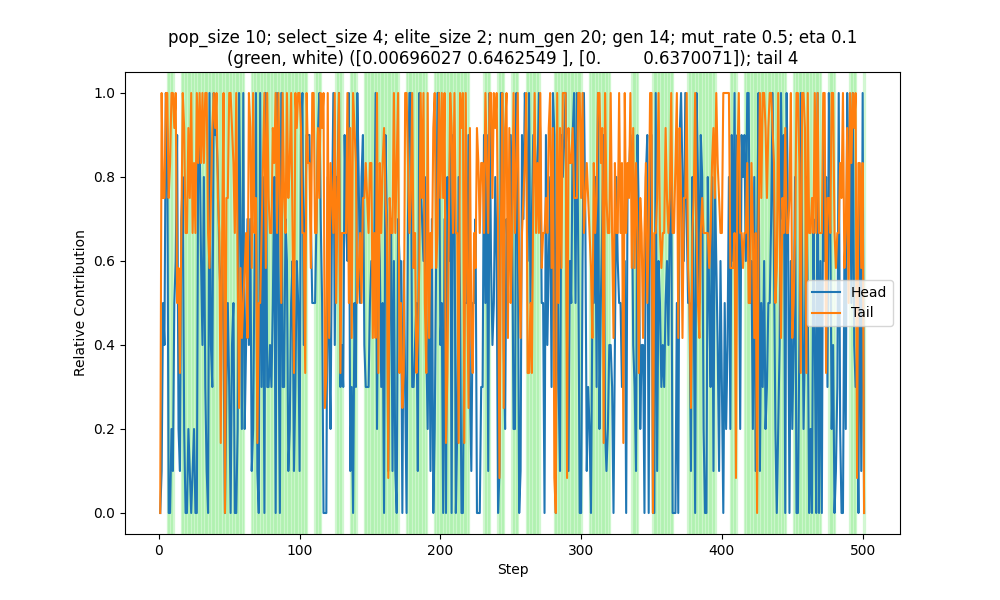 pop_size 10; select_size 4; elite_size 2; num_gen 20; gen 14; mut_rate 0.5; eta 0.1
(green, white) ([0.00696027 0.6462549 ], [0.         0.6370071]); tail 4
1.0
0.8
0.6
0.4
0.2
0.0
Relative Contribution
Head
Tail
0
100
200
300
400
500
Step